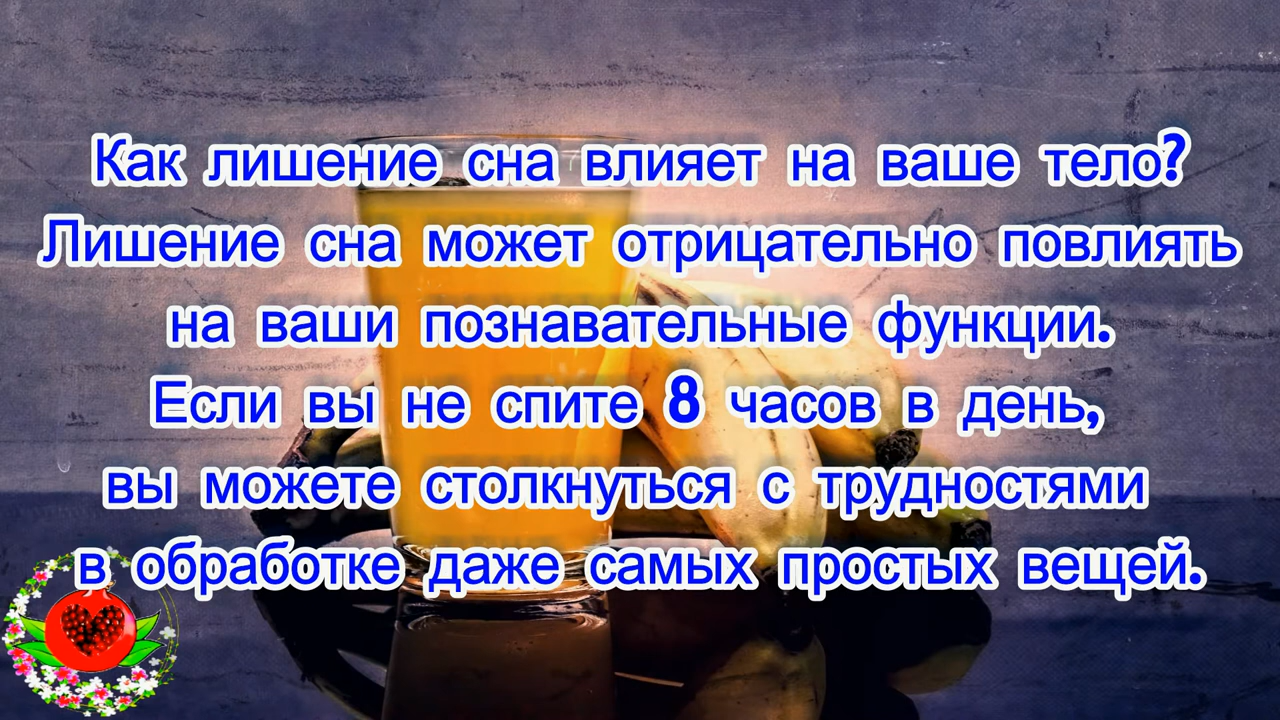 Как лишение сна влияет на ваше тело?
Лишение сна может отрицательно повлиять
на ваши познавательные функции.
Если вы не спите 8 часов в день,
вы можете столкнуться с трудностями
в обработке даже самых простых вещей.